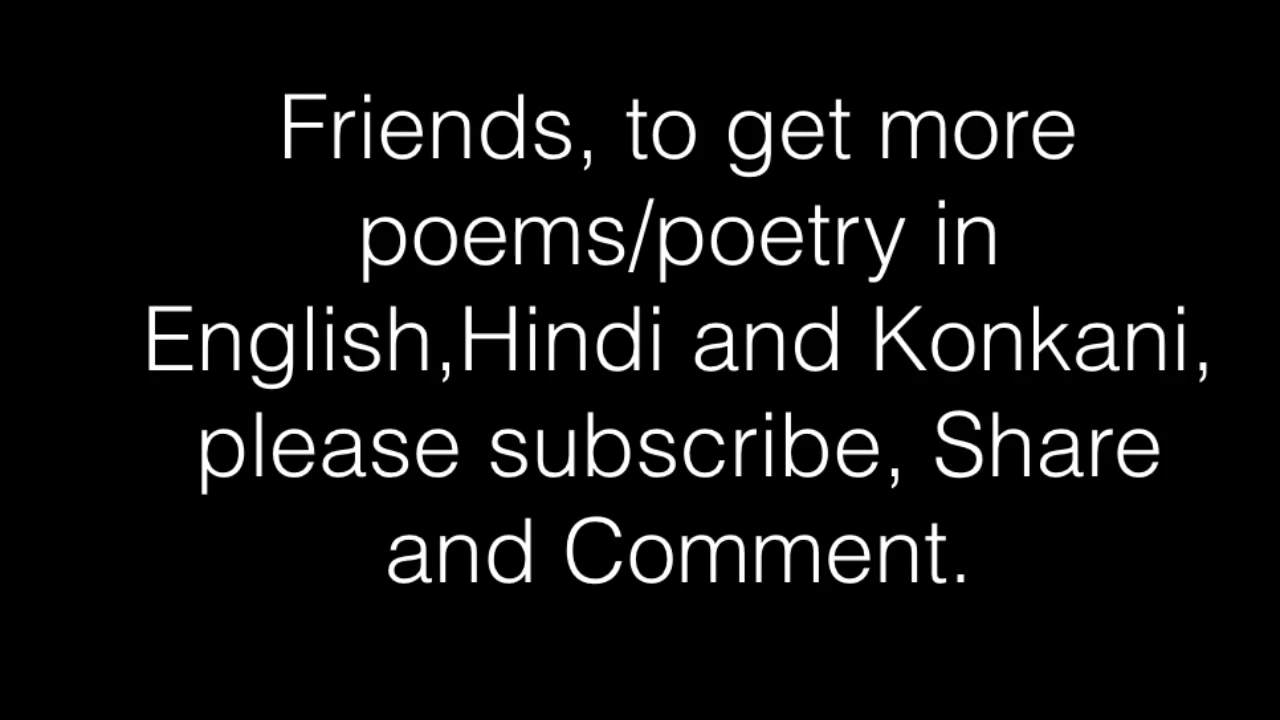 Friends, to get more
poems/poetry in
English,Hindi and Konkani,
please subscribe, Share
and Comment.